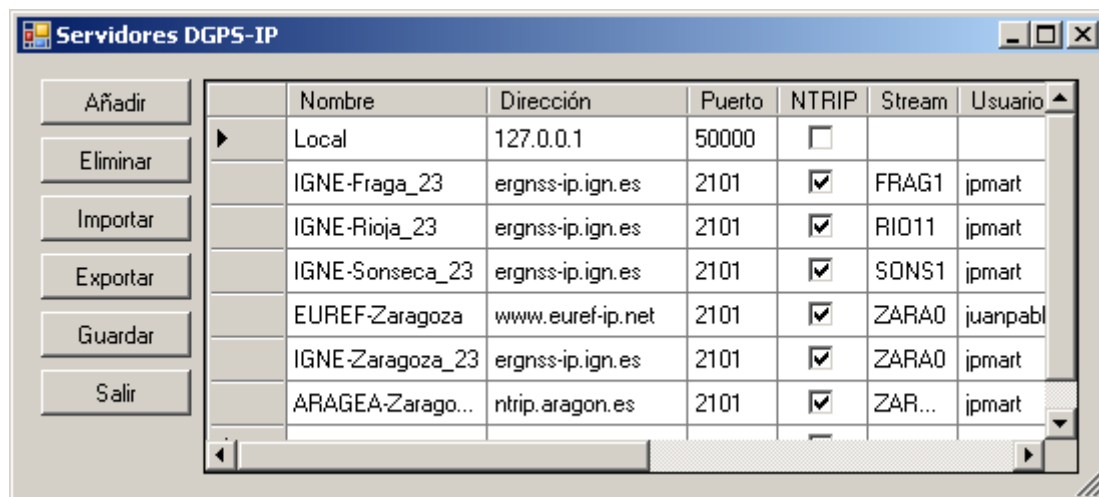 Servidores DGPS-IP
Añadir
Eliminar
Importar
Exportar
Guardar
Salir
Nombre Dirección Puerto NTRIP Stream Usuario
Local 127.0.0.1 50000
IGNE-Fraga_23 ergnss-ip.ign.es 2101 FRAG1 jpmart
IGNE-Rioja_23 ergnss-ip.ign.es 2101 RIO11 jpmart
IGNE-Sonseca_23 ergnss-ip.ign.es 2101 SONS1 jpmart
EUREF-Zaragoza www.euref-ip.net 2101 ZARA0 juanpabl
IGNE-Zaragoza_23 ergnss-ip.ign.es 2101 ZARA0 jpmart
ARAGEA-Zarago... ntrip.aragon.es 2101 ZAR... jpmart